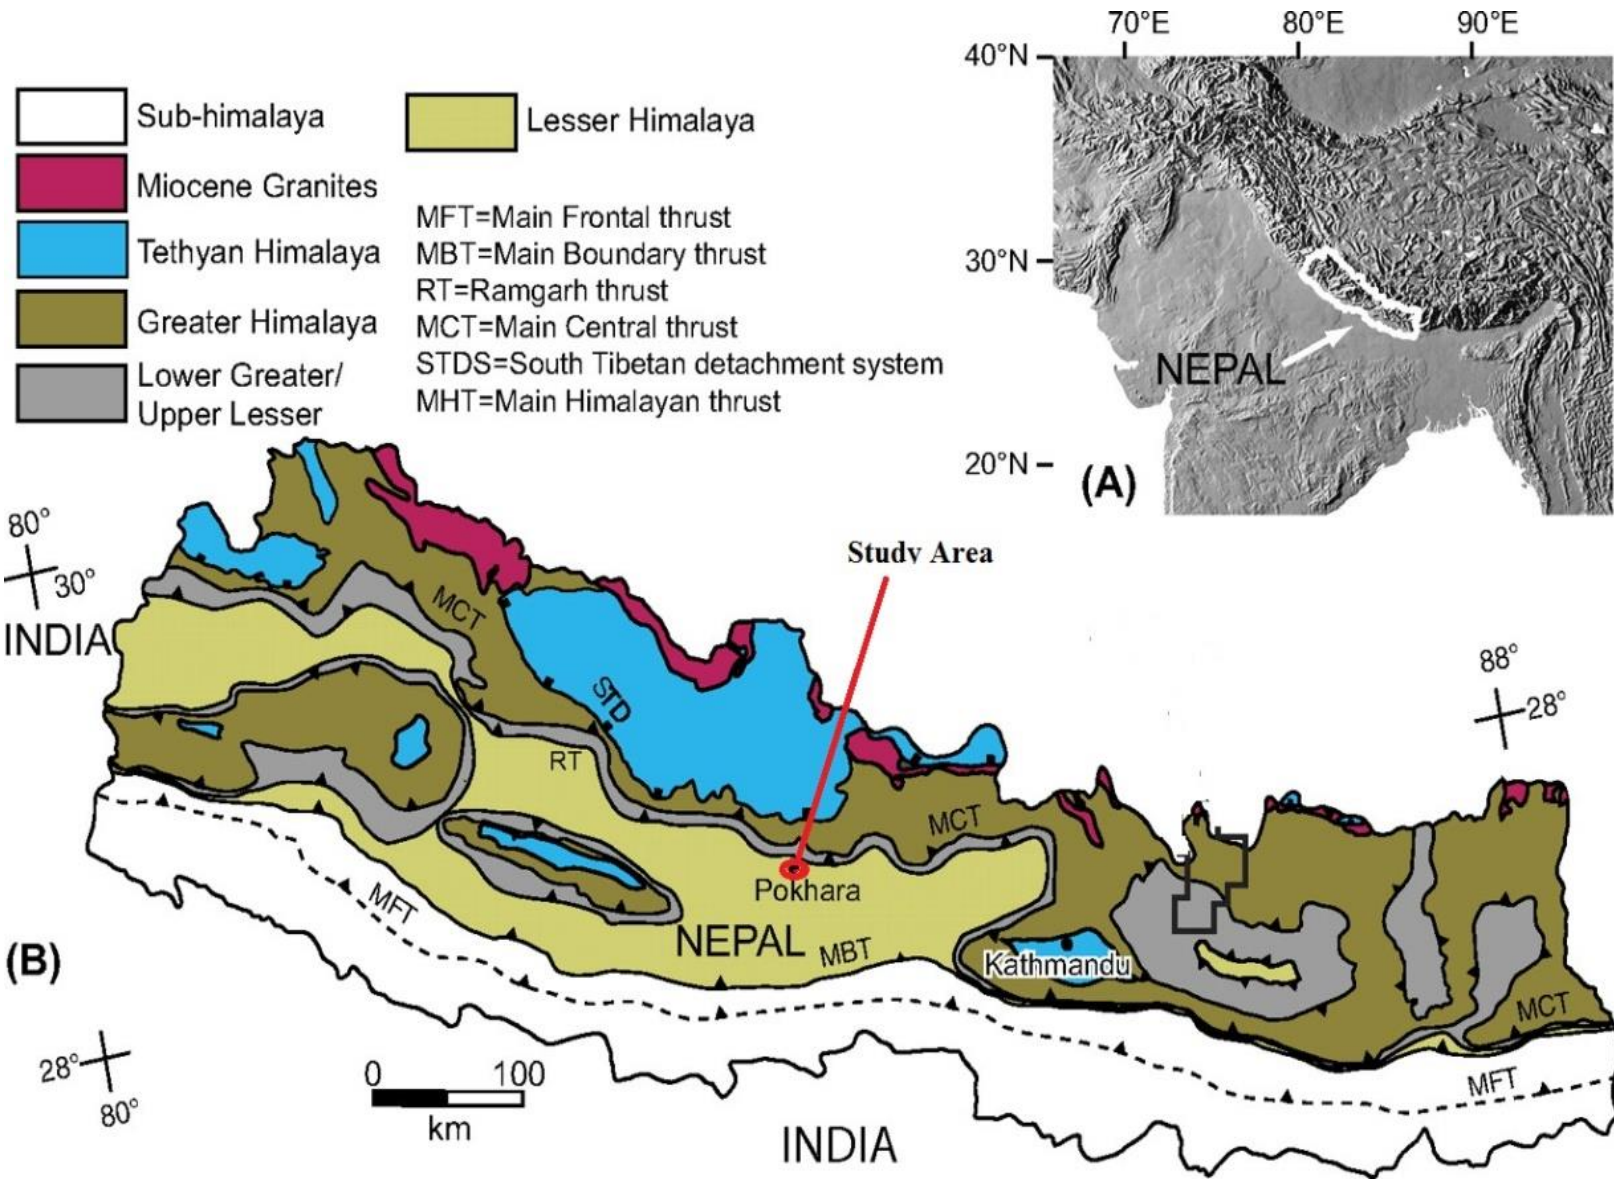 70°E 80°E 90°E
40°N
30°N
20°N
NEPAL
(A)
Sub-himalaya
Miocene Granites
Tethyan Himalaya
Greater Himalaya
Lower Greater/
Upper Lesser
Lesser Himalaya
MFT=Main Frontal thrust
MBT=Main Boundary thrust
RT=Ramgarh thrust
MCT=Main Central thrust
STDS=South Tibetan detachment system
MHT=Main Himalayan thrust
80°
30°
INDIA
Study Area
MCT
STD
RT
88°
28°
MCT
Pokhara
NEPAL
MBT
MFT
Kathmandu
(B)
MCT
MFT
28°
80°
0 100
km
INDIA